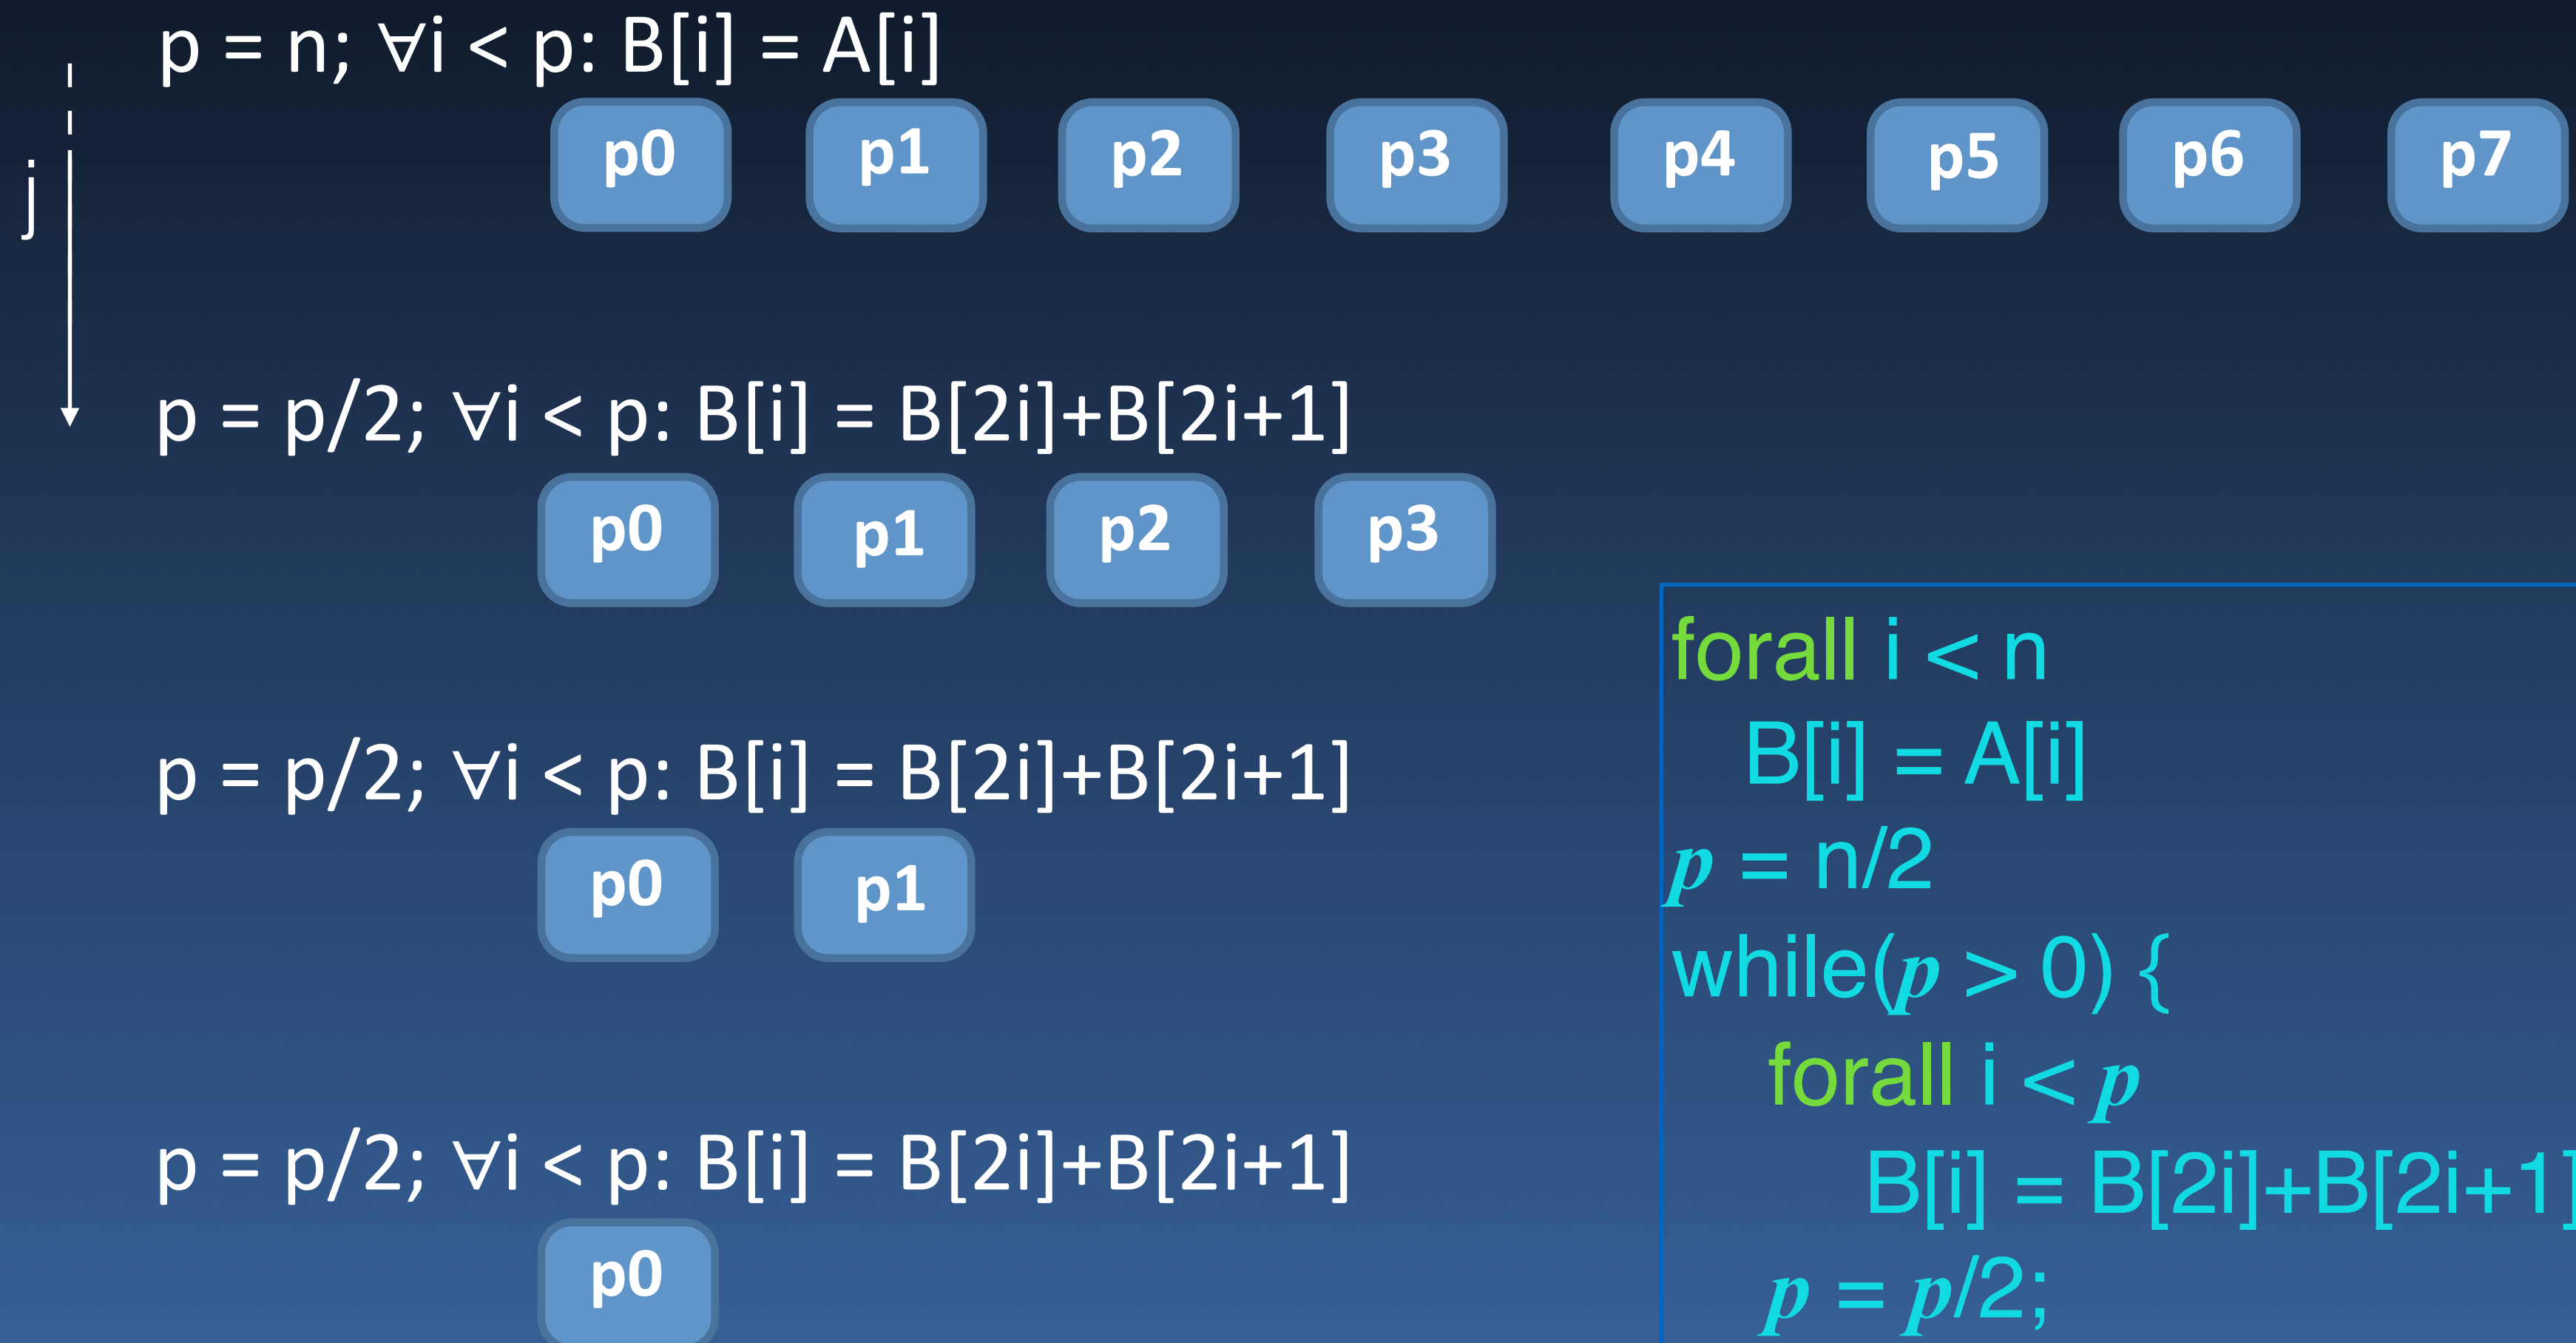 p = n; ∀i < p: B[i] = A[i]
p0 p1 p2 p3 p4 p5 p6 p7
j
p = p/2; ∀i < p: B[i] = B[2i]+B[2i+1]
p0 p1 p2 p3
p = p/2; ∀i < p: B[i] = B[2i]+B[2i+1]
p0 p1
p = p/2; ∀i < p: B[i] = B[2i]+B[2i+1]
p0
forall i < n
B[i] = A[i]
p = n/2
while(p > 0) {
forall i < p
B[i] = B[2i]+B[2i+1]
p = p/2;